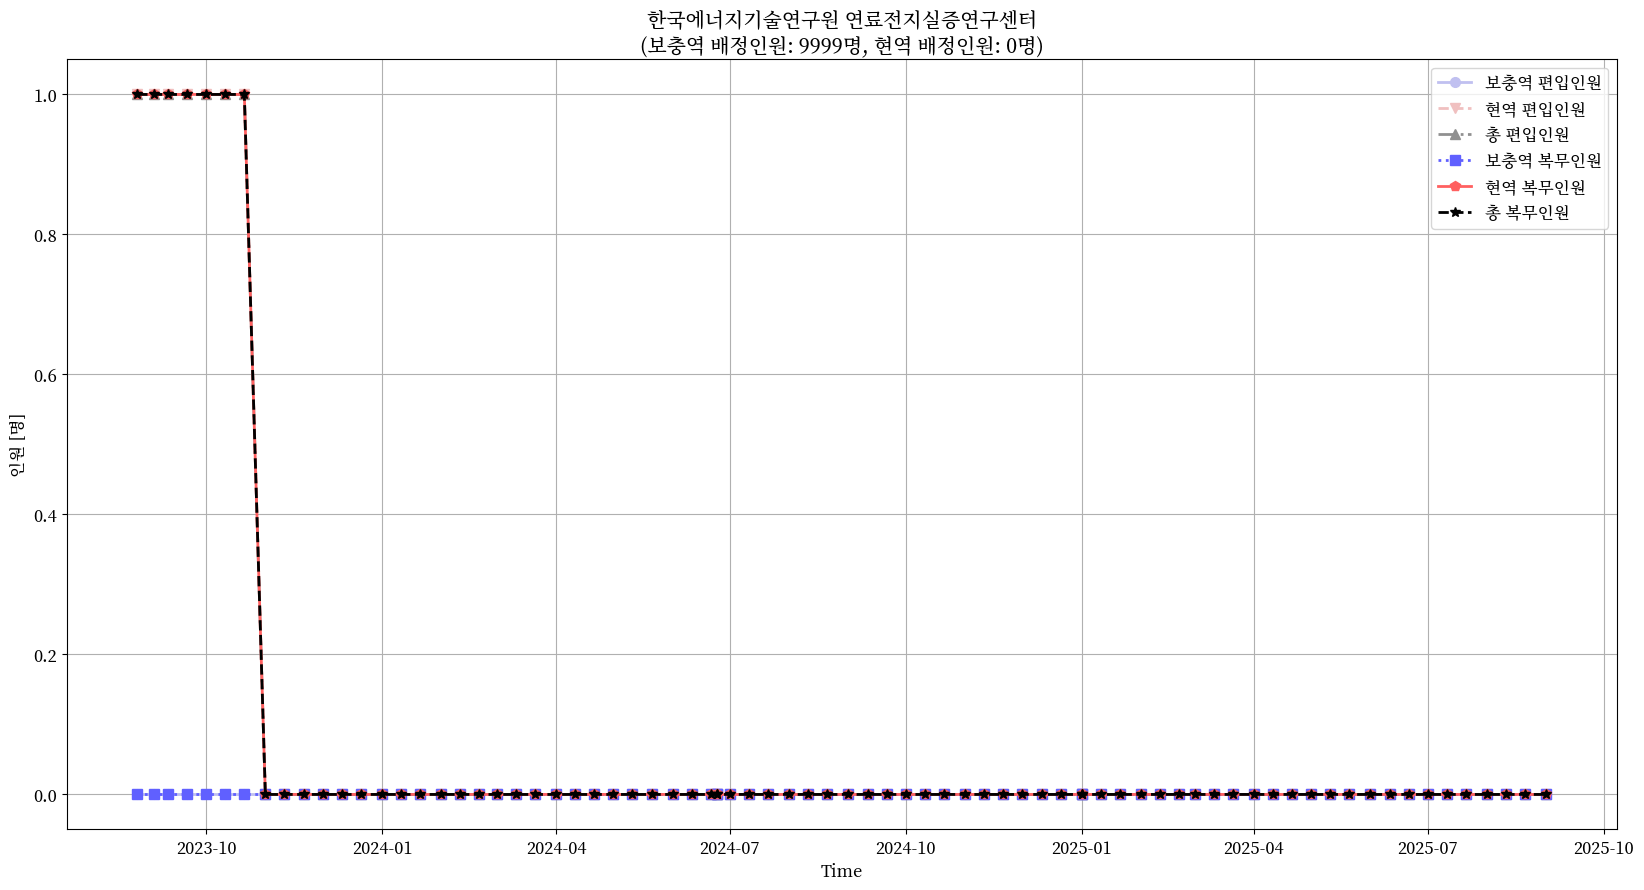 한국에너지기술연구원 연료전지실증연구센터
(보충역 배정인원: 9999명, 현역 배정인원: 0명)
보충역 편입인원
현역 편입인원
총 편입인원
보충역 복무인원
현역 복무인원
총 복무인원
인원 [명]
1.0
0.8
0.6
0.4
0.2
0.0
2023-10
2024-01
2024-04
2024-07
2024-10
2025-01
2025-04
2025-07
2025-10
Time